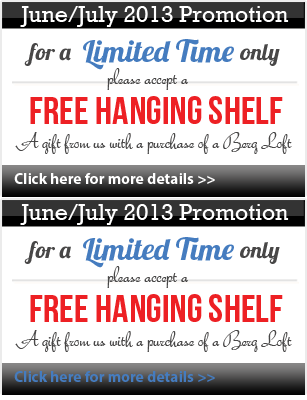 June/July 2013 Promotion
for a Limited Time only
please accept a
FREE HANGING SHELF
A gift from us with a purchase of a Berg Loft
Click here for more details >>
June/July 2013 Promotion
for a Limited Time only
please accept a
FREE HANGING SHELF
A gift from us with a purchase of a Berg Loft
Click here for more details >>